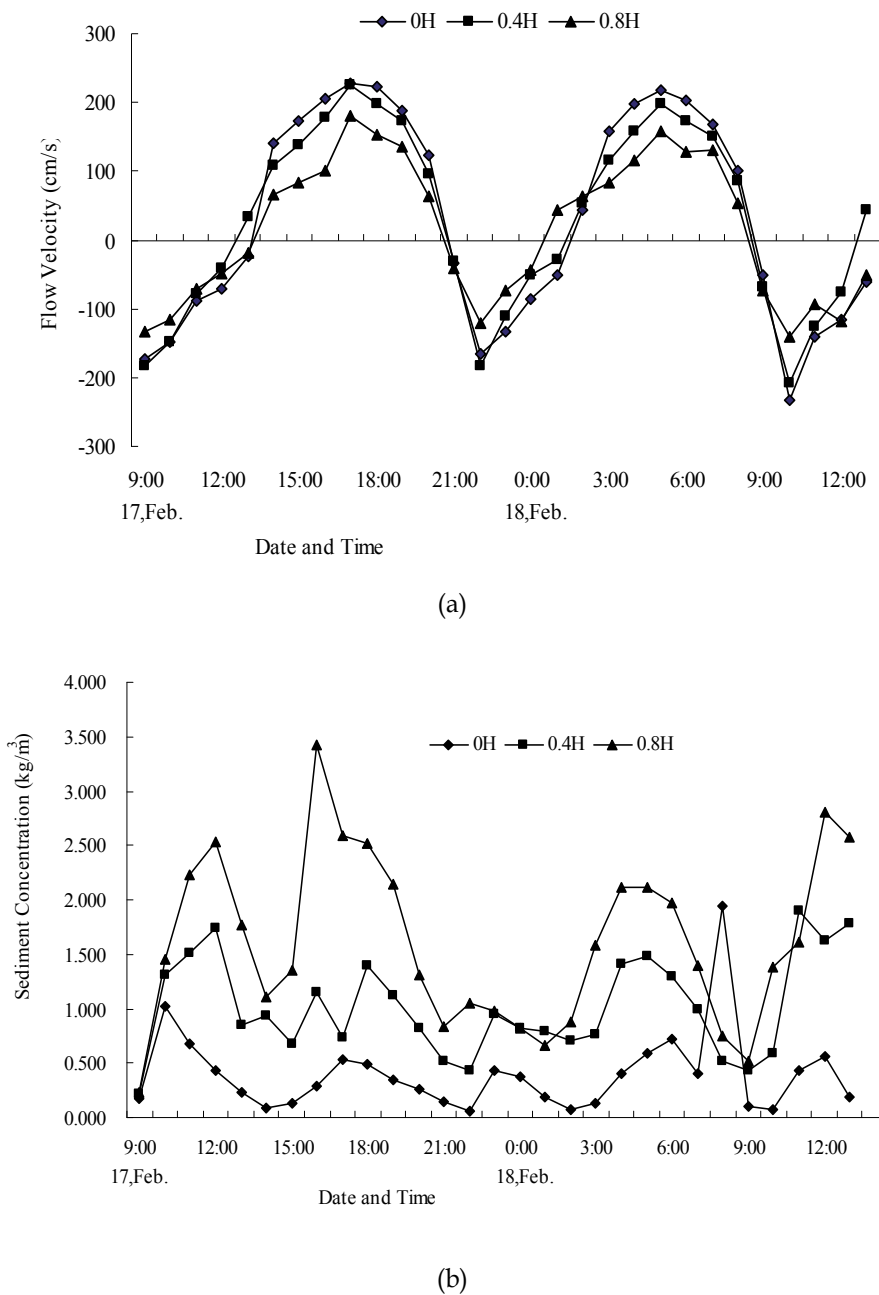 0H 0.4H 0.8H
300
200
100
0
-100
-200
-300
Flow Velocity (cm/s)
9:00 12:00 15:00 18:00 21:00 0:00 3:00 6:00 9:00 12:00
17,Feb. 18,Feb.
Date and Time
(a)
4.000
3.500
3.000
2.500
2.000
1.500
1.000
0.500
0.000
Sediment Concentration (kg/m³)
0H 0.4H 0.8H
9:00 12:00 15:00 18:00 21:00 0:00 3:00 6:00 9:00 12:00
17,Feb. 18,Feb.
Date and Time
(b)